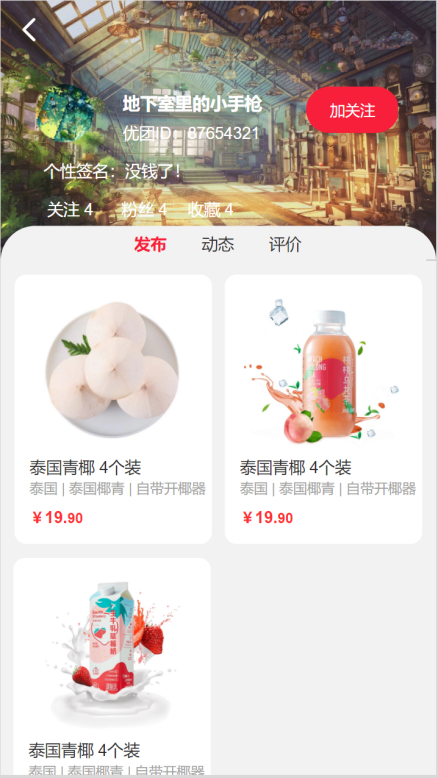 地下室里的小手枪
加关注
优团ID：87654321
个性签名：没钱了！
关注 4
粉丝 4
收藏 4
发布
动态
评价
泰国青椰 4个装
泰国 | 泰国椰青 | 自带开椰器
￥19.90
泰国青椰 4个装
泰国 | 泰国椰青 | 自带开椰器
￥19.90
泰国青椰 4个装
泰国 | 泰国椰青 | 自带开椰器